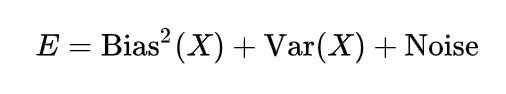 E = Bias²(X) + Var(X) + Noise